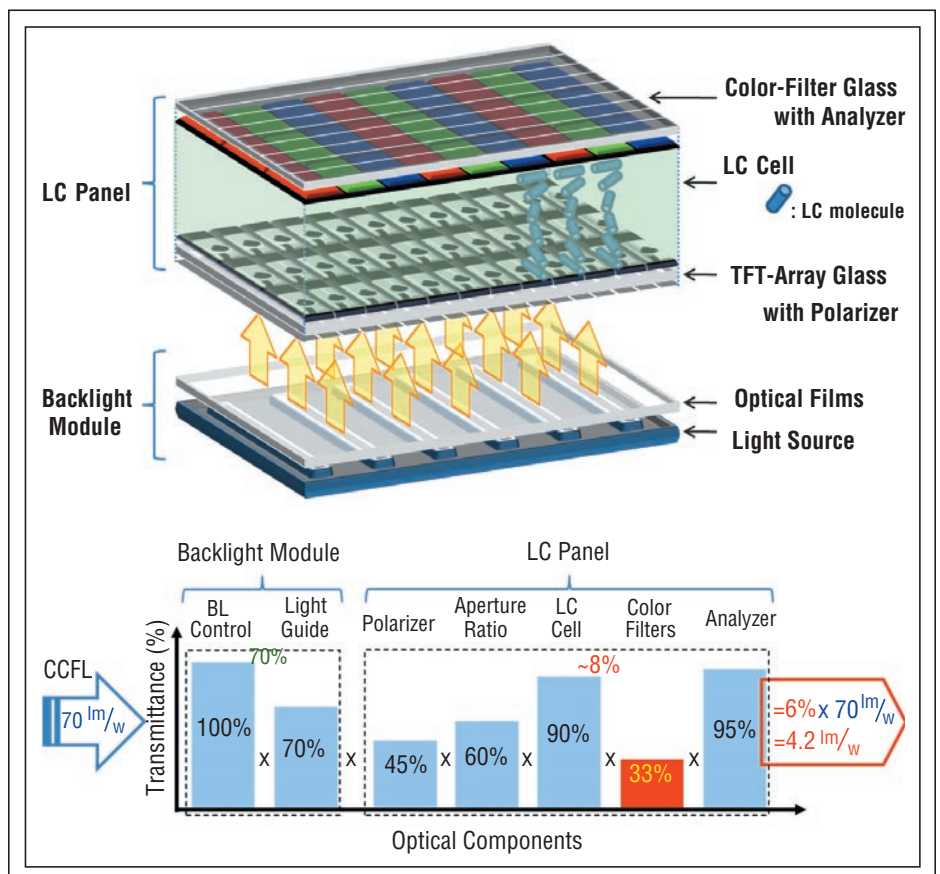 Color-Filter Glass
with Analyzer
LC Panel
LC Cell
: LC molecule
TFT-Array Glass
with Polarizer
Backlight
Module
Optical Films
Light Source
Backlight Module
LC Panel
BL
Control
Light
Guide
Polarizer
Aperture
Ratio
LC
Cell
Color
Filters
Analyzer
70%
~8%
CCFL
70 lm/w
Transmittance (%)
100%
x
70%
x
45%
x
60%
x
90%
x
33%
x
95%
=6% x 70 lm/w
=4.2 lm/w
Optical Components